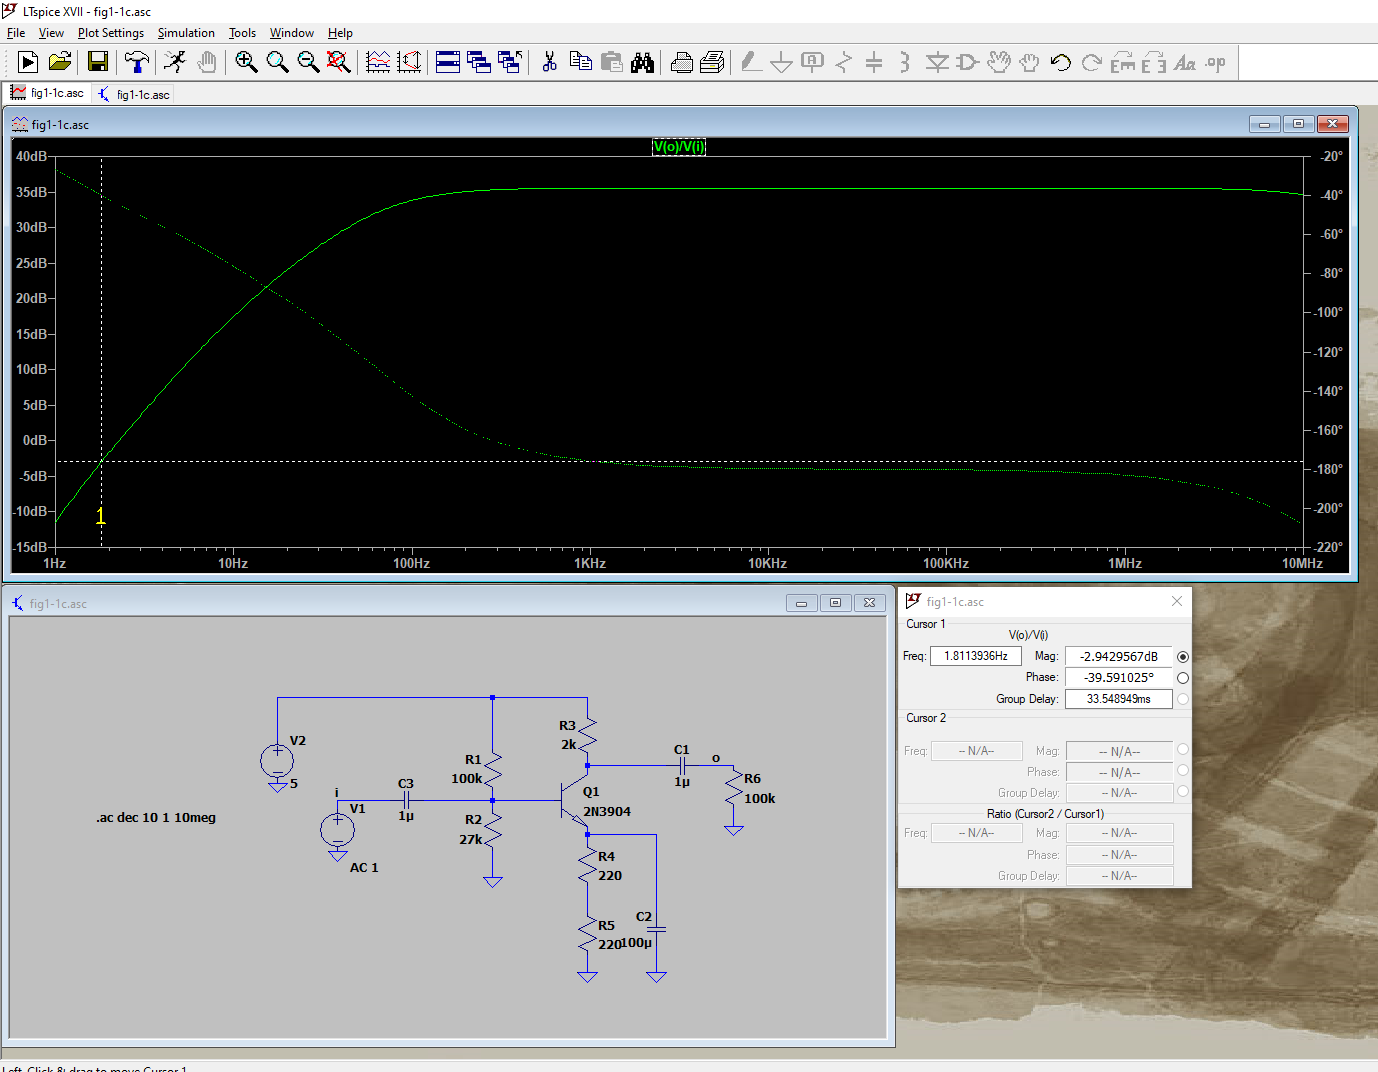 LTspice XVII - fig1-1c.asc
File View Plot Settings Simulation Tools Window Help
fig1-1c.asc fig1-1c.asc
fig1-1c.asc
V(o)/V(i)
40dB
35dB
30dB
25dB
20dB
15dB
10dB
5dB
0dB
-5dB
-10dB
-15dB
-20°
-40°
-60°
-80°
-100°
-120°
-140°
-160°
-180°
-200°
-220°
1
1Hz 10Hz 100Hz 1KHz 10KHz 100KHz 1MHz 10MHz
fig1-1c.asc
V2
5
.ac dec 10 1 10meg
i
V1
AC 1
C3
1µ
R1
100k
R2
27k
R3
2k
Q1
2N3904
C1
1µ
o
R6
100k
R4
220
R5
220
C2
100µ
fig1-1c.asc
Cursor 1
V(o)/V(i)
Freq: 1.8113936Hz Mag: -2.9429567dB
Phase: -39.591025°
Group Delay: 33.548949ms
Cursor 2
Freq: -- N/A-- Mag: -- N/A--
Phase: -- N/A--
Group Delay: -- N/A--
Ratio (Cursor2 / Cursor1)
Freq: -- N/A-- Mag: -- N/A--
Phase: -- N/A--
Group Delay: -- N/A--
Left-Click & drag to move Cursor 1